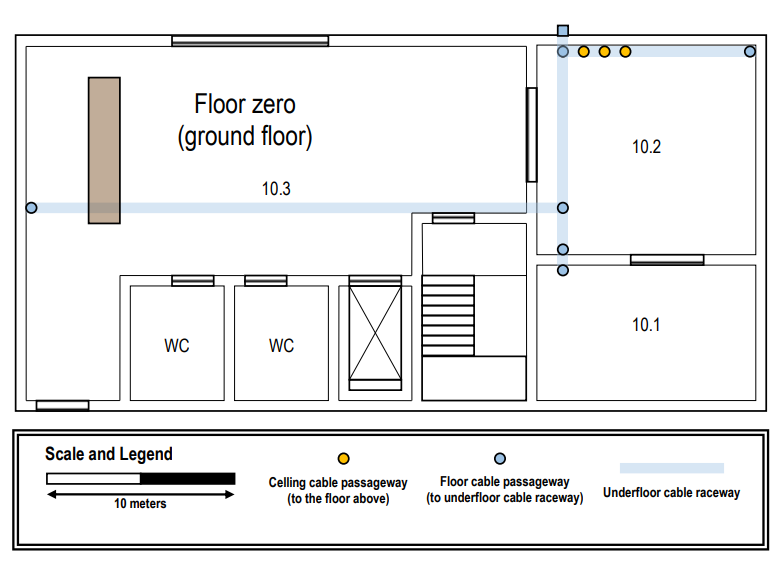 Floor zero
(ground floor)
10.2
10.3
10.1
WC
WC
Scale and Legend
10 meters
Celling cable passageway
(to the floor above)
Floor cable passageway
(to underfloor cable raceway)
Underfloor cable raceway